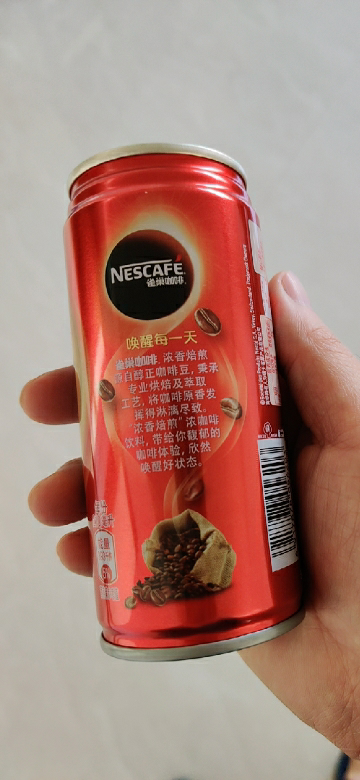 NESCAFÉ
雀巢咖啡
唤醒每一天
雀巢咖啡, 浓香焙煎
自醇正咖啡豆, 秉承
专业烘焙及萃取
工艺, 将咖啡原香发
挥得淋漓尽致。
"浓香焙煎"浓咖啡
饮料, 带给你馥郁的
咖啡体验, 欣然
唤醒好状态。